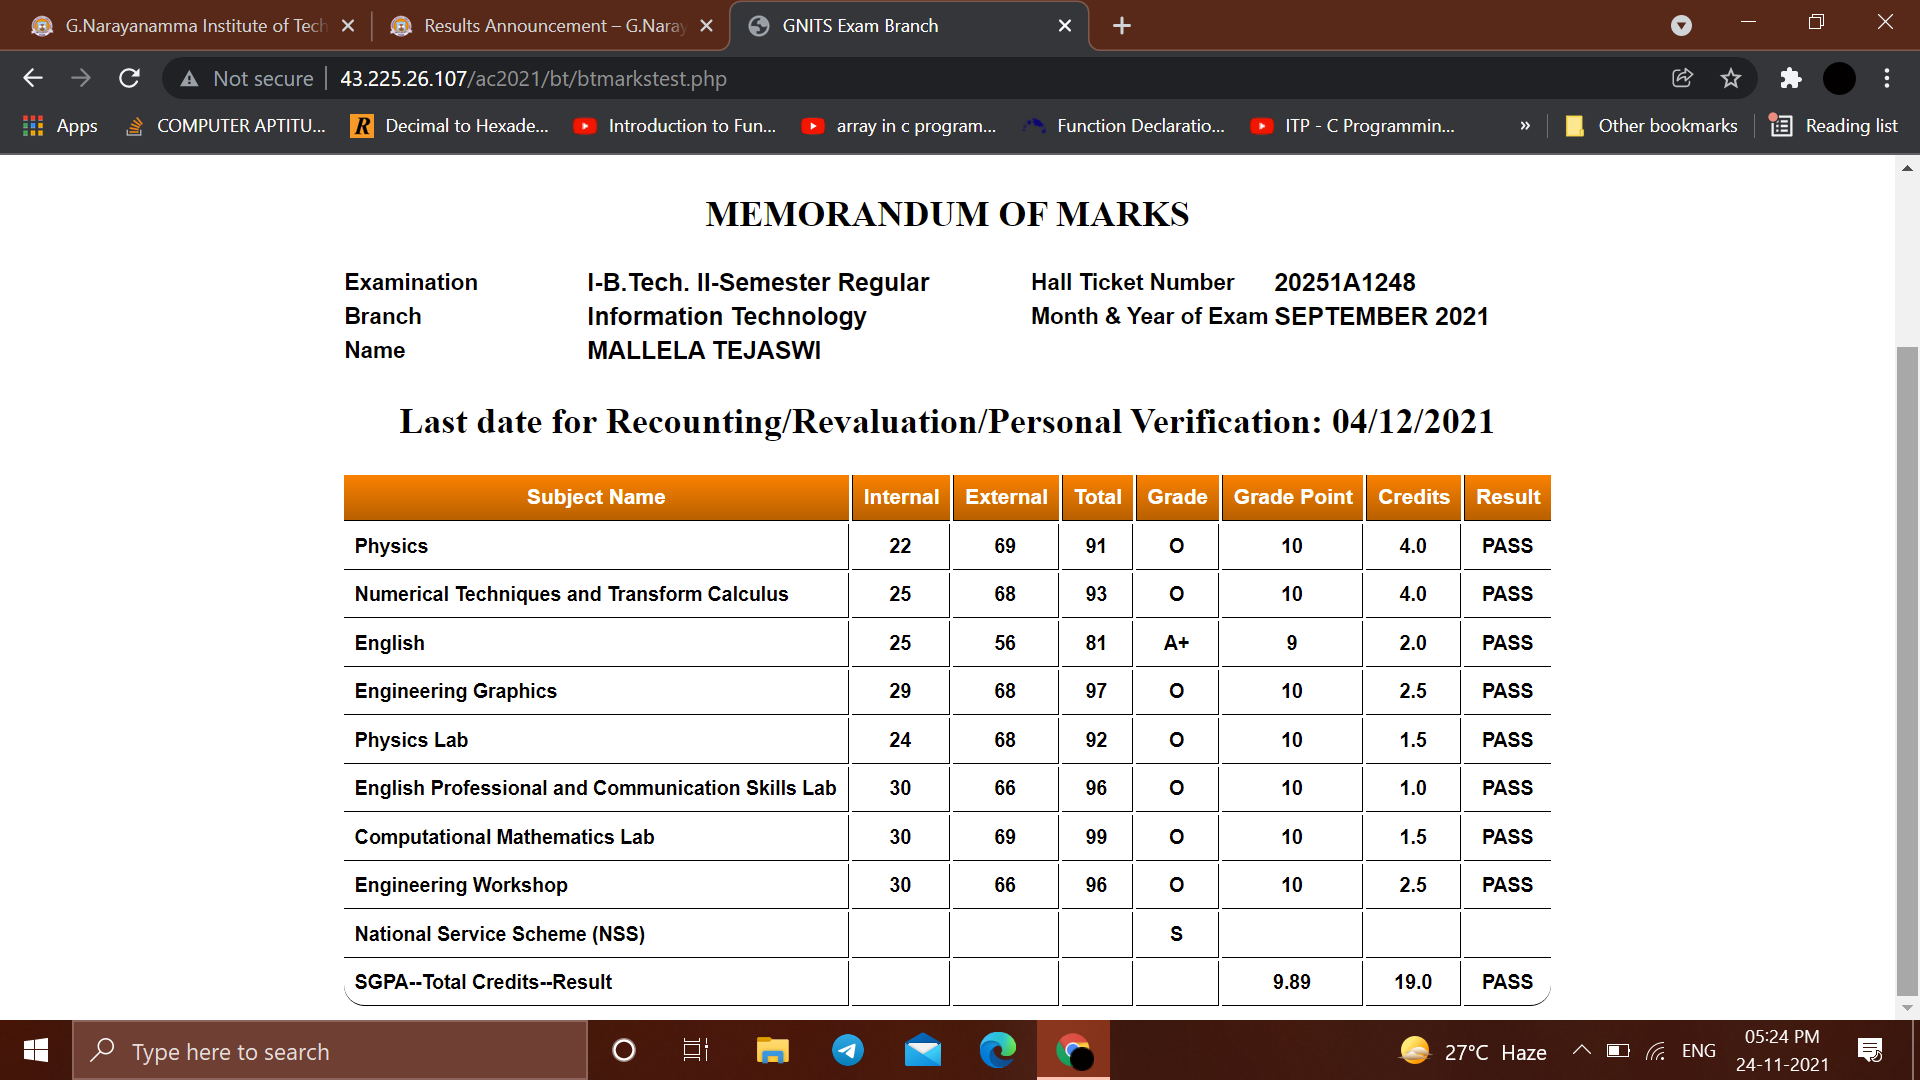 G.Narayanamma Institute of Tech
Results Announcement – G.Naray
GNITS Exam Branch
Not secure
43.225.26.107/ac2021/bt/btmarkstest.php
Apps
COMPUTER APTITU...
R
Decimal to Hexade...
Introduction to Fun...
array in c program...
Function Declaratio...
ITP - C Programmin...
»
Other bookmarks
Reading list
MEMORANDUM OF MARKS
Examination I-B.Tech. II-Semester Regular Hall Ticket Number 20251A1248
Branch Information Technology Month & Year of Exam SEPTEMBER 2021
Name MALLELA TEJASWI
Last date for Recounting/Revaluation/Personal Verification: 04/12/2021
Subject Name Internal External Total Grade Grade Point Credits Result
Physics 22 69 91 O 10 4.0 PASS
Numerical Techniques and Transform Calculus 25 68 93 O 10 4.0 PASS
English 25 56 81 A+ 9 2.0 PASS
Engineering Graphics 29 68 97 O 10 2.5 PASS
Physics Lab 24 68 92 O 10 1.5 PASS
English Professional and Communication Skills Lab 30 66 96 O 10 1.0 PASS
Computational Mathematics Lab 30 69 99 O 10 1.5 PASS
Engineering Workshop 30 66 96 O 10 2.5 PASS
National Service Scheme (NSS) S
SGPA--Total Credits--Result 9.89 19.0 PASS
Type here to search
27°C Haze
ENG
05:24 PM
24-11-2021